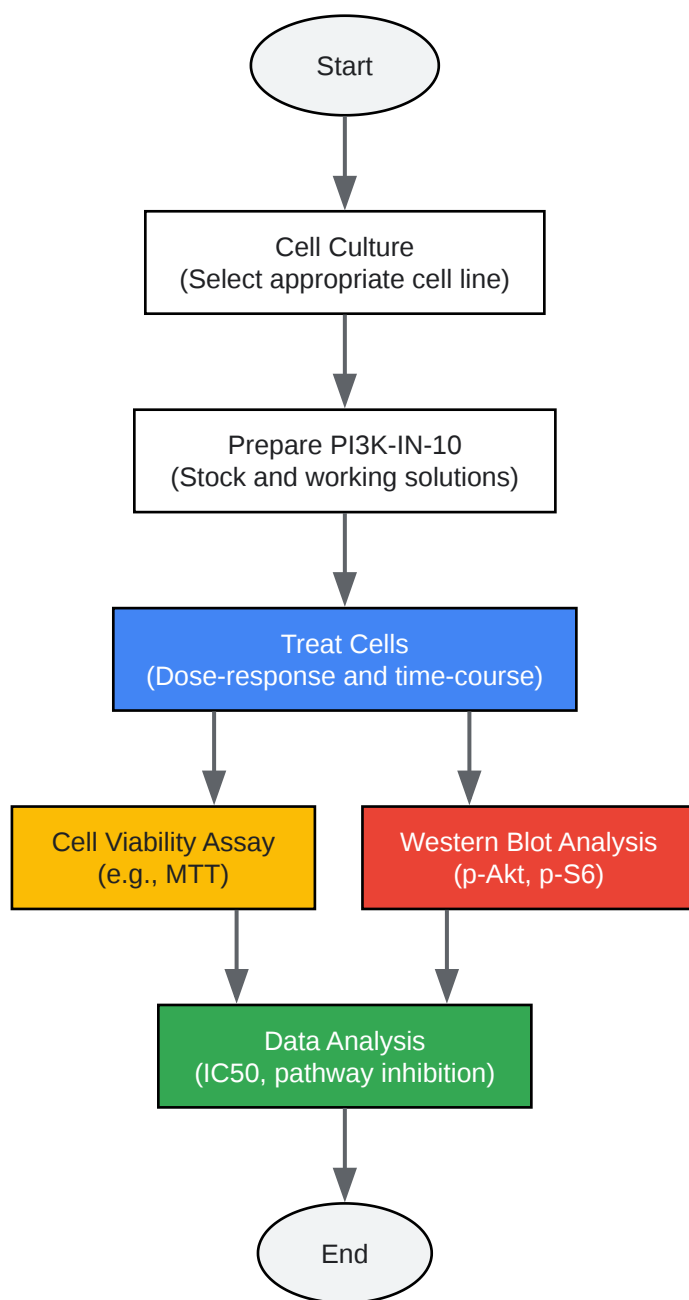 Start
Cell Culture
(Select appropriate cell line)
Prepare PI3K-IN-10
(Stock and working solutions)
Treat Cells
(Dose-response and time-course)
Cell Viability Assay
(e.g., MTT)
Western Blot Analysis
(p-Akt, p-S6)
Data Analysis
(IC50, pathway inhibition)
End